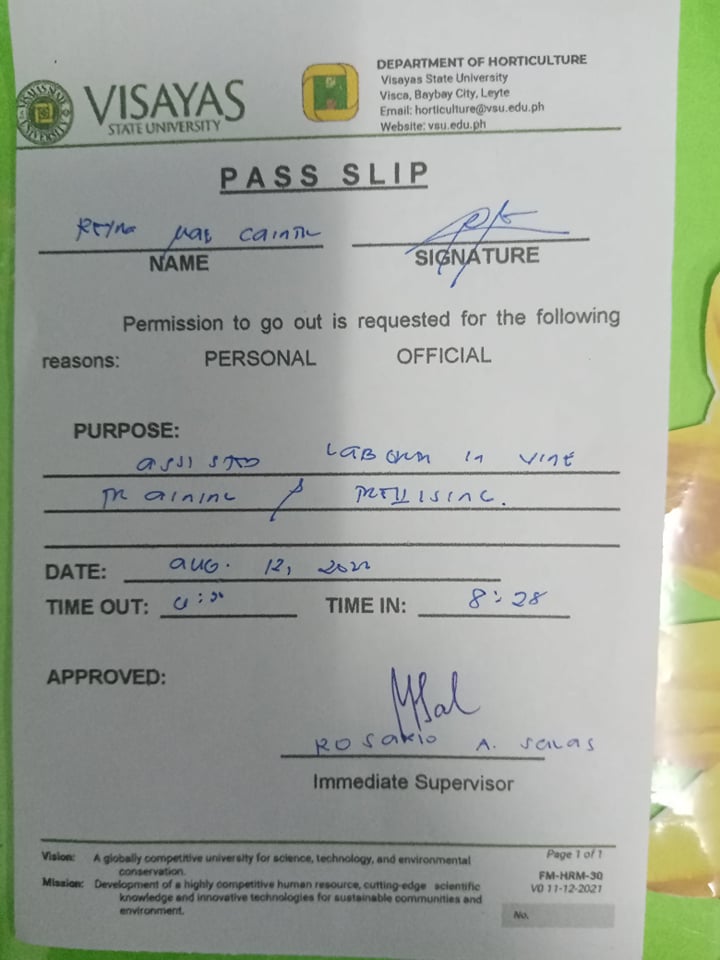 VISAYAS
STATE UNIVERSITY
DEPARTMENT OF HORTICULTURE
Visayas State University
Visca, Baybay City, Leyte
Email: horticulture@vsu.edu.ph
Website: vsu.edu.ph
PASS SLIP
Reyna Mae
NAME
SIGNATURE
Permission to go out is requested for the following
reasons: PERSONAL OFFICIAL
PURPOSE:
assisted laborer in vine
training / trellising.
DATE: Aug. 12, 2022
TIME OUT:
TIME IN: 8:28
APPROVED:
Rosario A. Salas
Immediate Supervisor
Vision: A globally competitive university for science, technology, and environmental
conservation.
Mission: Development of a highly competitive human resource, cutting-edge scientific
knowledge and innovative technologies for sustainable communities and
environment.
Page 1 of 1
FM-HRM-30
V0 11-12-2021
No.